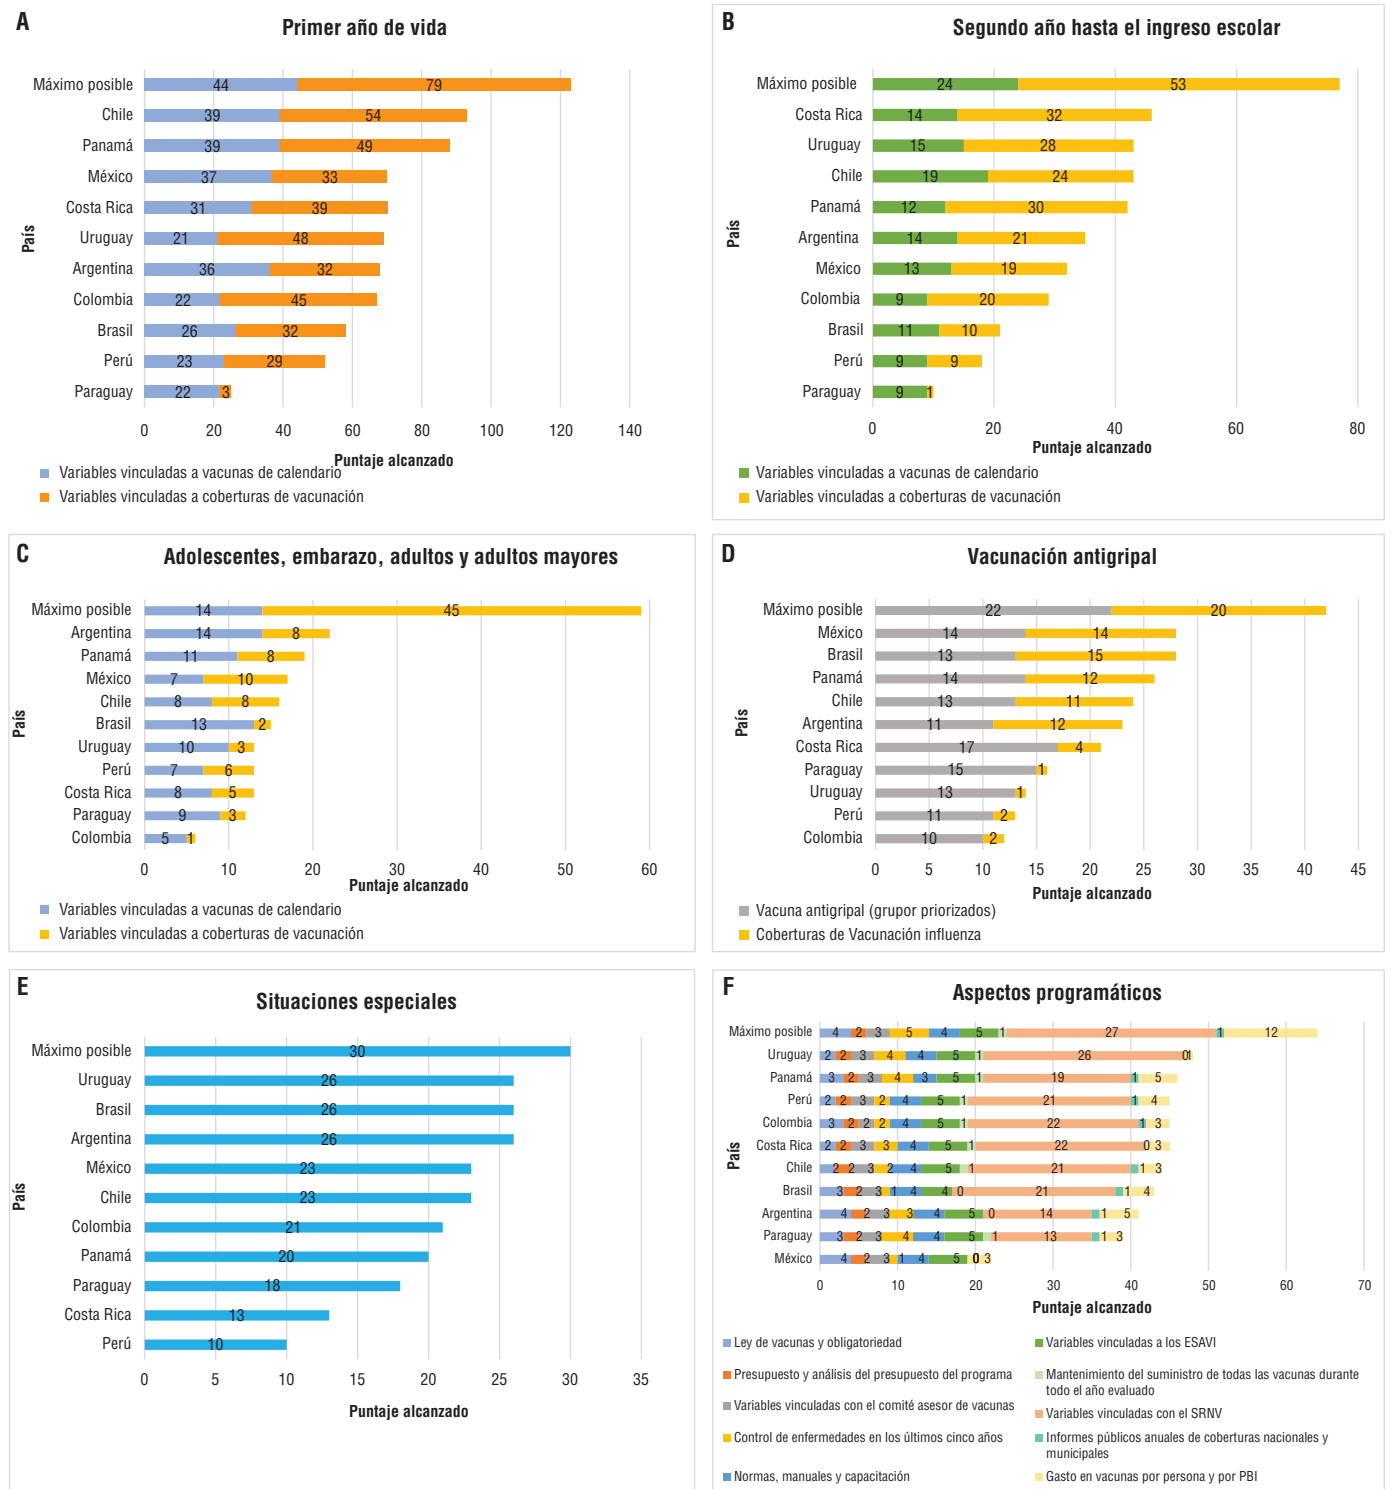 A
Primer año de vida
País
Máximo posible 44 79
Chile 39 54
Panamá 39 49
México 37 33
Costa Rica 31 39
Uruguay 21 48
Argentina 36 32
Colombia 22 45
Brasil 26 32
Perú 23 29
Paraguay 22 3
0 20 40 60 80 100 120 140
Puntaje alcanzado
Variables vinculadas a vacunas de calendario
Variables vinculadas a coberturas de vacunación
B
Segundo año hasta el ingreso escolar
País
Máximo posible 24 53
Costa Rica 14 32
Uruguay 15 28
Chile 19 24
Panamá 12 30
Argentina 14 21
México 13 19
Colombia 9 20
Brasil 11 10
Perú 9 9
Paraguay 9 1
0 20 40 60 80
Puntaje alcanzado
Variables vinculadas a vacunas de calendario
Variables vinculadas a coberturas de vacunación
C
Adolescentes, embarazo, adultos y adultos mayores
País
Máximo posible 14 45
Argentina 14 8
Panamá 11 8
México 7 10
Chile 8 8
Brasil 13 2
Uruguay 10 3
Perú 7 6
Costa Rica 8 5
Paraguay 9 3
Colombia 5 1
0 10 20 30 40 50 60
Puntaje alcanzado
Variables vinculadas a vacunas de calendario
Variables vinculadas a coberturas de vacunación
D
Vacunación antigripal
País
Máximo posible 22 20
México 14 14
Brasil 13 15
Panamá 14 12
Chile 13 11
Argentina 11 12
Costa Rica 17 4
Paraguay 15 1
Uruguay 13 1
Perú 11 2
Colombia 10 2
0 5 10 15 20 25 30 35 40 45
Puntaje alcanzado
Vacuna antigripal (grupor priorizados)
Coberturas de Vacunación influenza
E
Situaciones especiales
País
Máximo posible 30
Uruguay 26
Brasil 26
Argentina 26
México 23
Chile 23
Colombia 21
Panamá 20
Paraguay 18
Costa Rica 13
Perú 10
0 5 10 15 20 25 30 35
Puntaje alcanzado
F
Aspectos programáticos
País
Máximo posible 4 2 3 5 4 5 1 27 1 12
Uruguay 2 2 3 4 4 5 1 26 0 1
Panamá 3 2 3 4 3 5 1 19 1 5
Perú 2 2 3 2 4 5 1 21 1 4
Colombia 3 2 2 2 4 5 1 22 1 3
Costa Rica 2 2 3 3 4 5 1 22 0 3
Chile 2 2 3 2 4 5 1 21 1 3
Brasil 3 2 3 1 4 4 0 21 1 4
Argentina 4 2 3 3 4 5 0 14 1 5
Paraguay 3 2 3 4 4 5 1 13 1 3
México 4 2 3 1 4 5 0 3
0 10 20 30 40 50 60 70
Puntaje alcanzado
Ley de vacunas y obligatoriedad
Presupuesto y análisis del presupuesto del programa
Variables vinculadas con el comité asesor de vacunas
Control de enfermedades en los últimos cinco años
Normas, manuales y capacitación
Variables vinculadas a los ESAVI
Mantenimiento del suministro de todas las vacunas durante
todo el año evaluado
Variables vinculadas con el SRNV
Informes públicos anuales de coberturas nacionales y
municipales
Gasto en vacunas por persona y por PBI